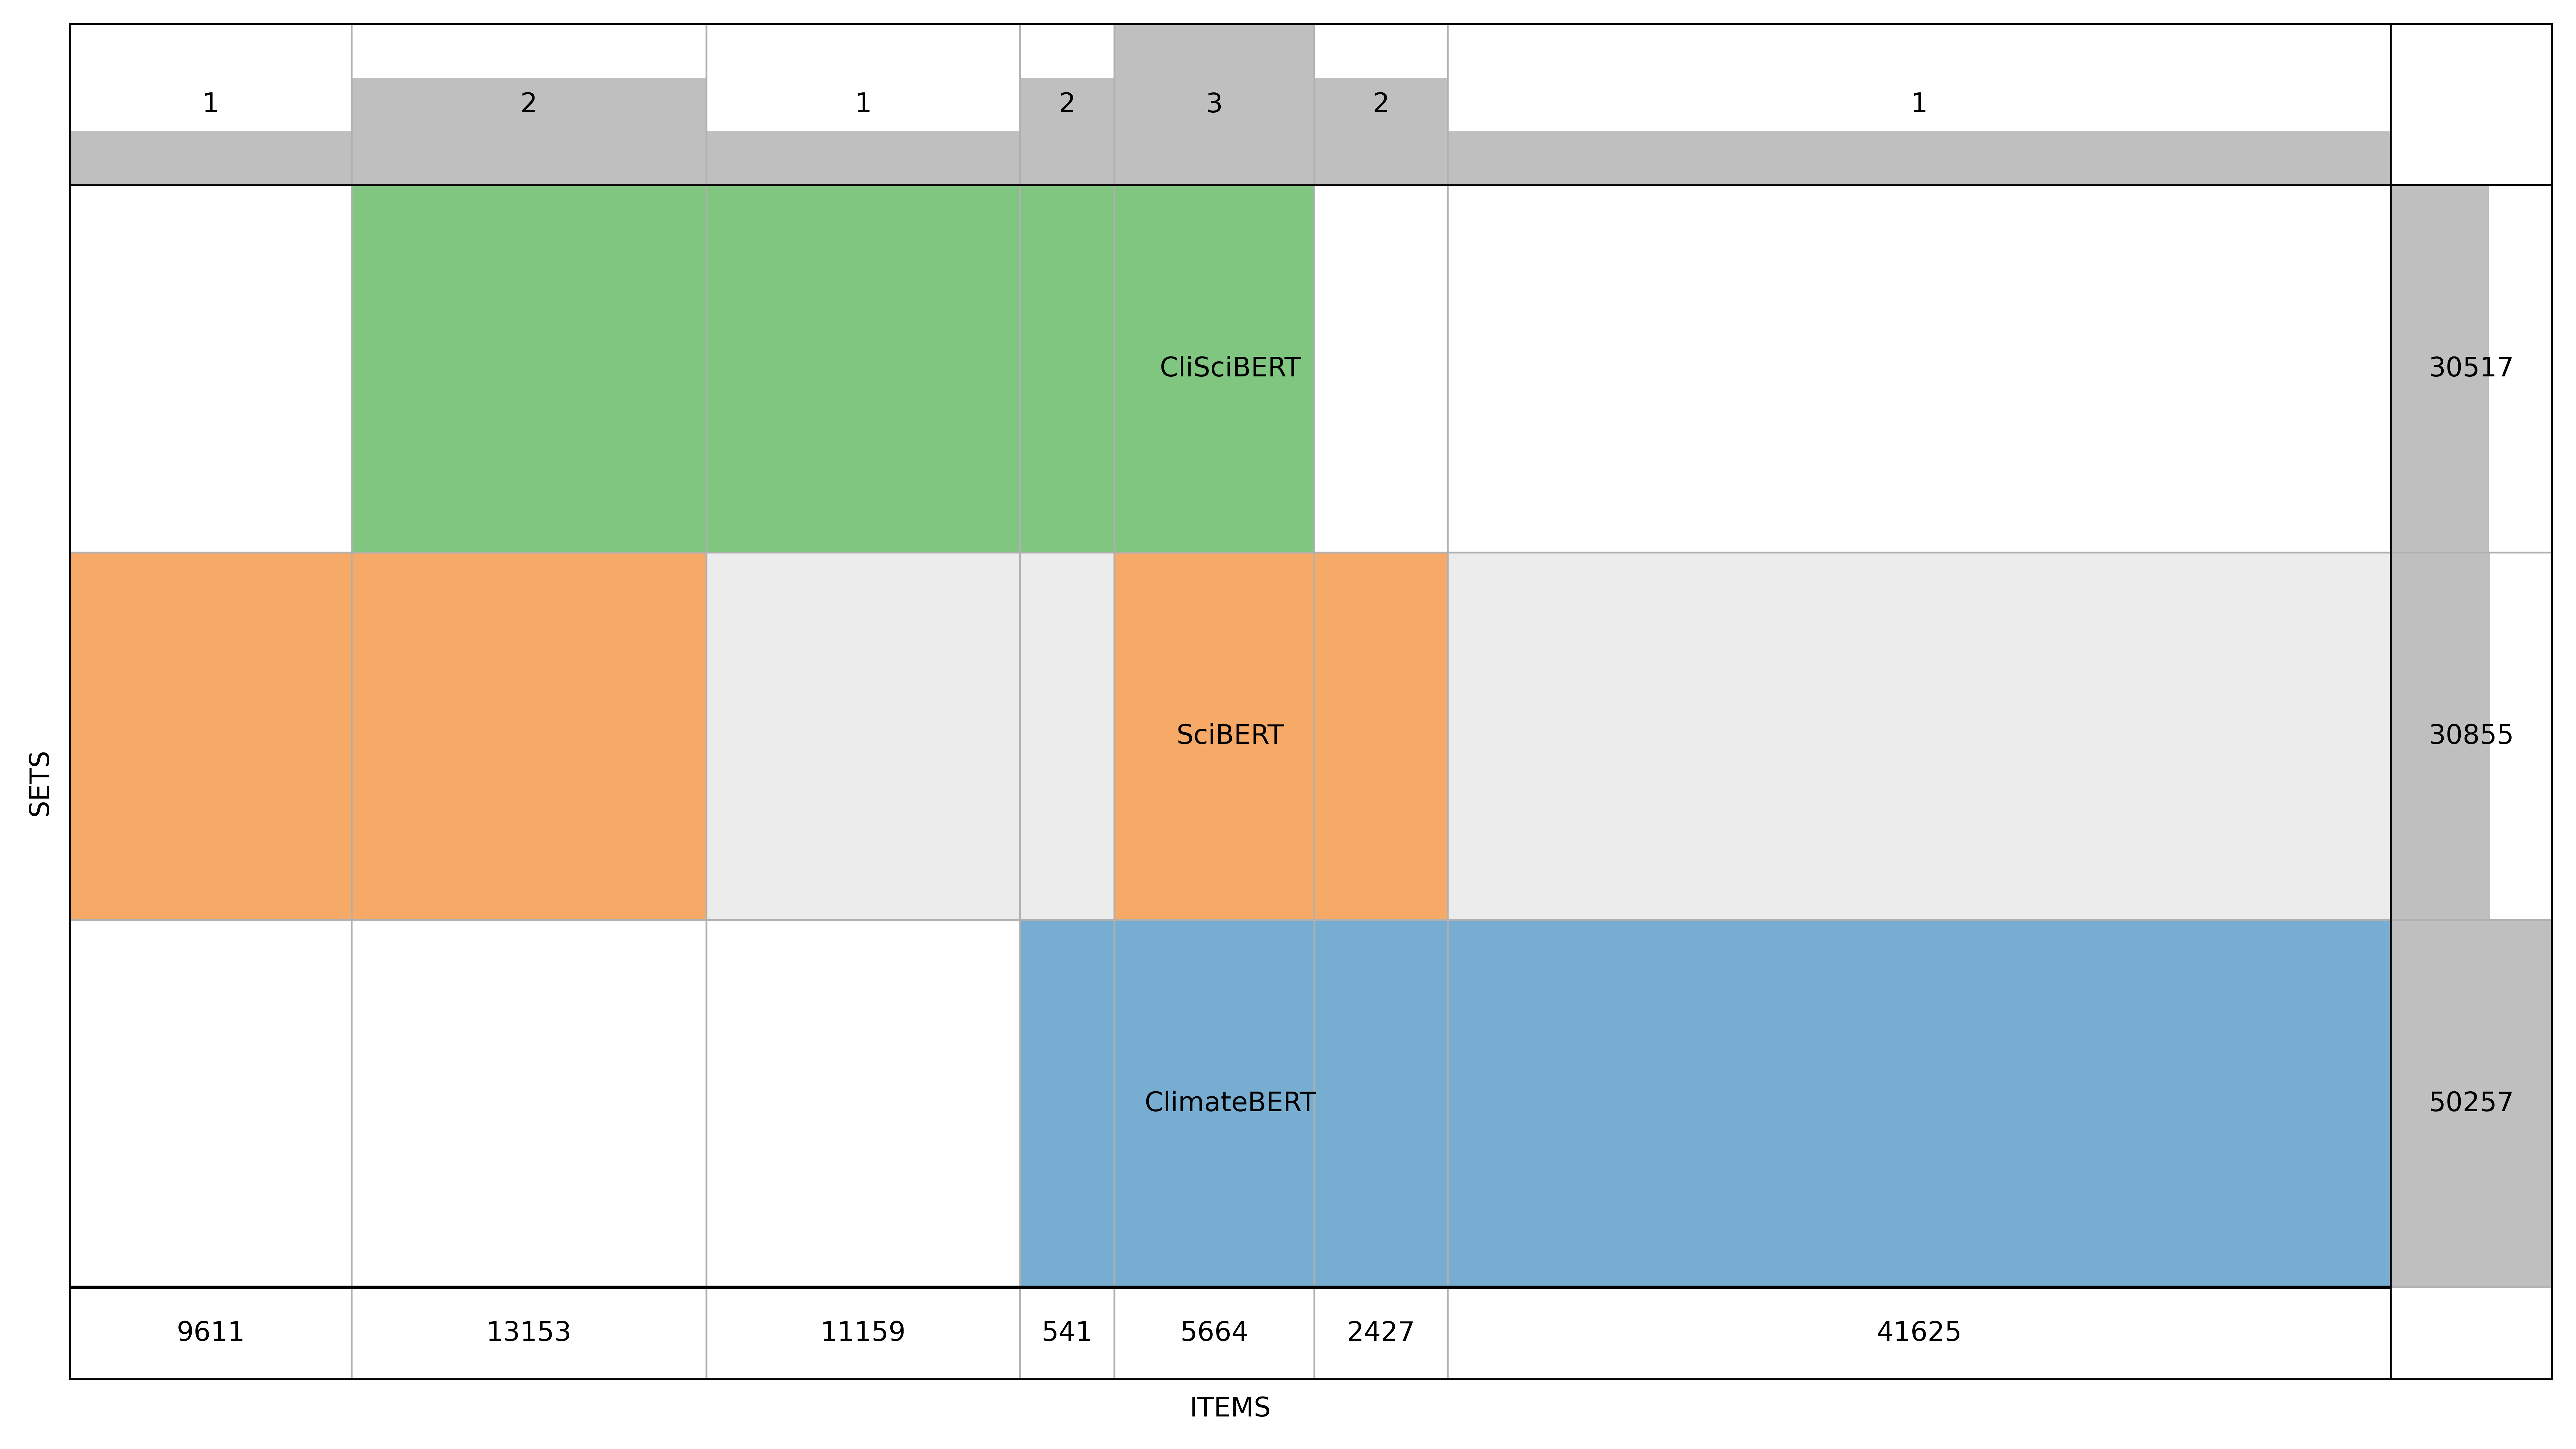 1 2 1 2 3 2 1
CliSciBERT 30517
SciBERT 30855
SETS
ClimateBERT 50257
9611 13153 11159 541 5664 2427 41625
ITEMS